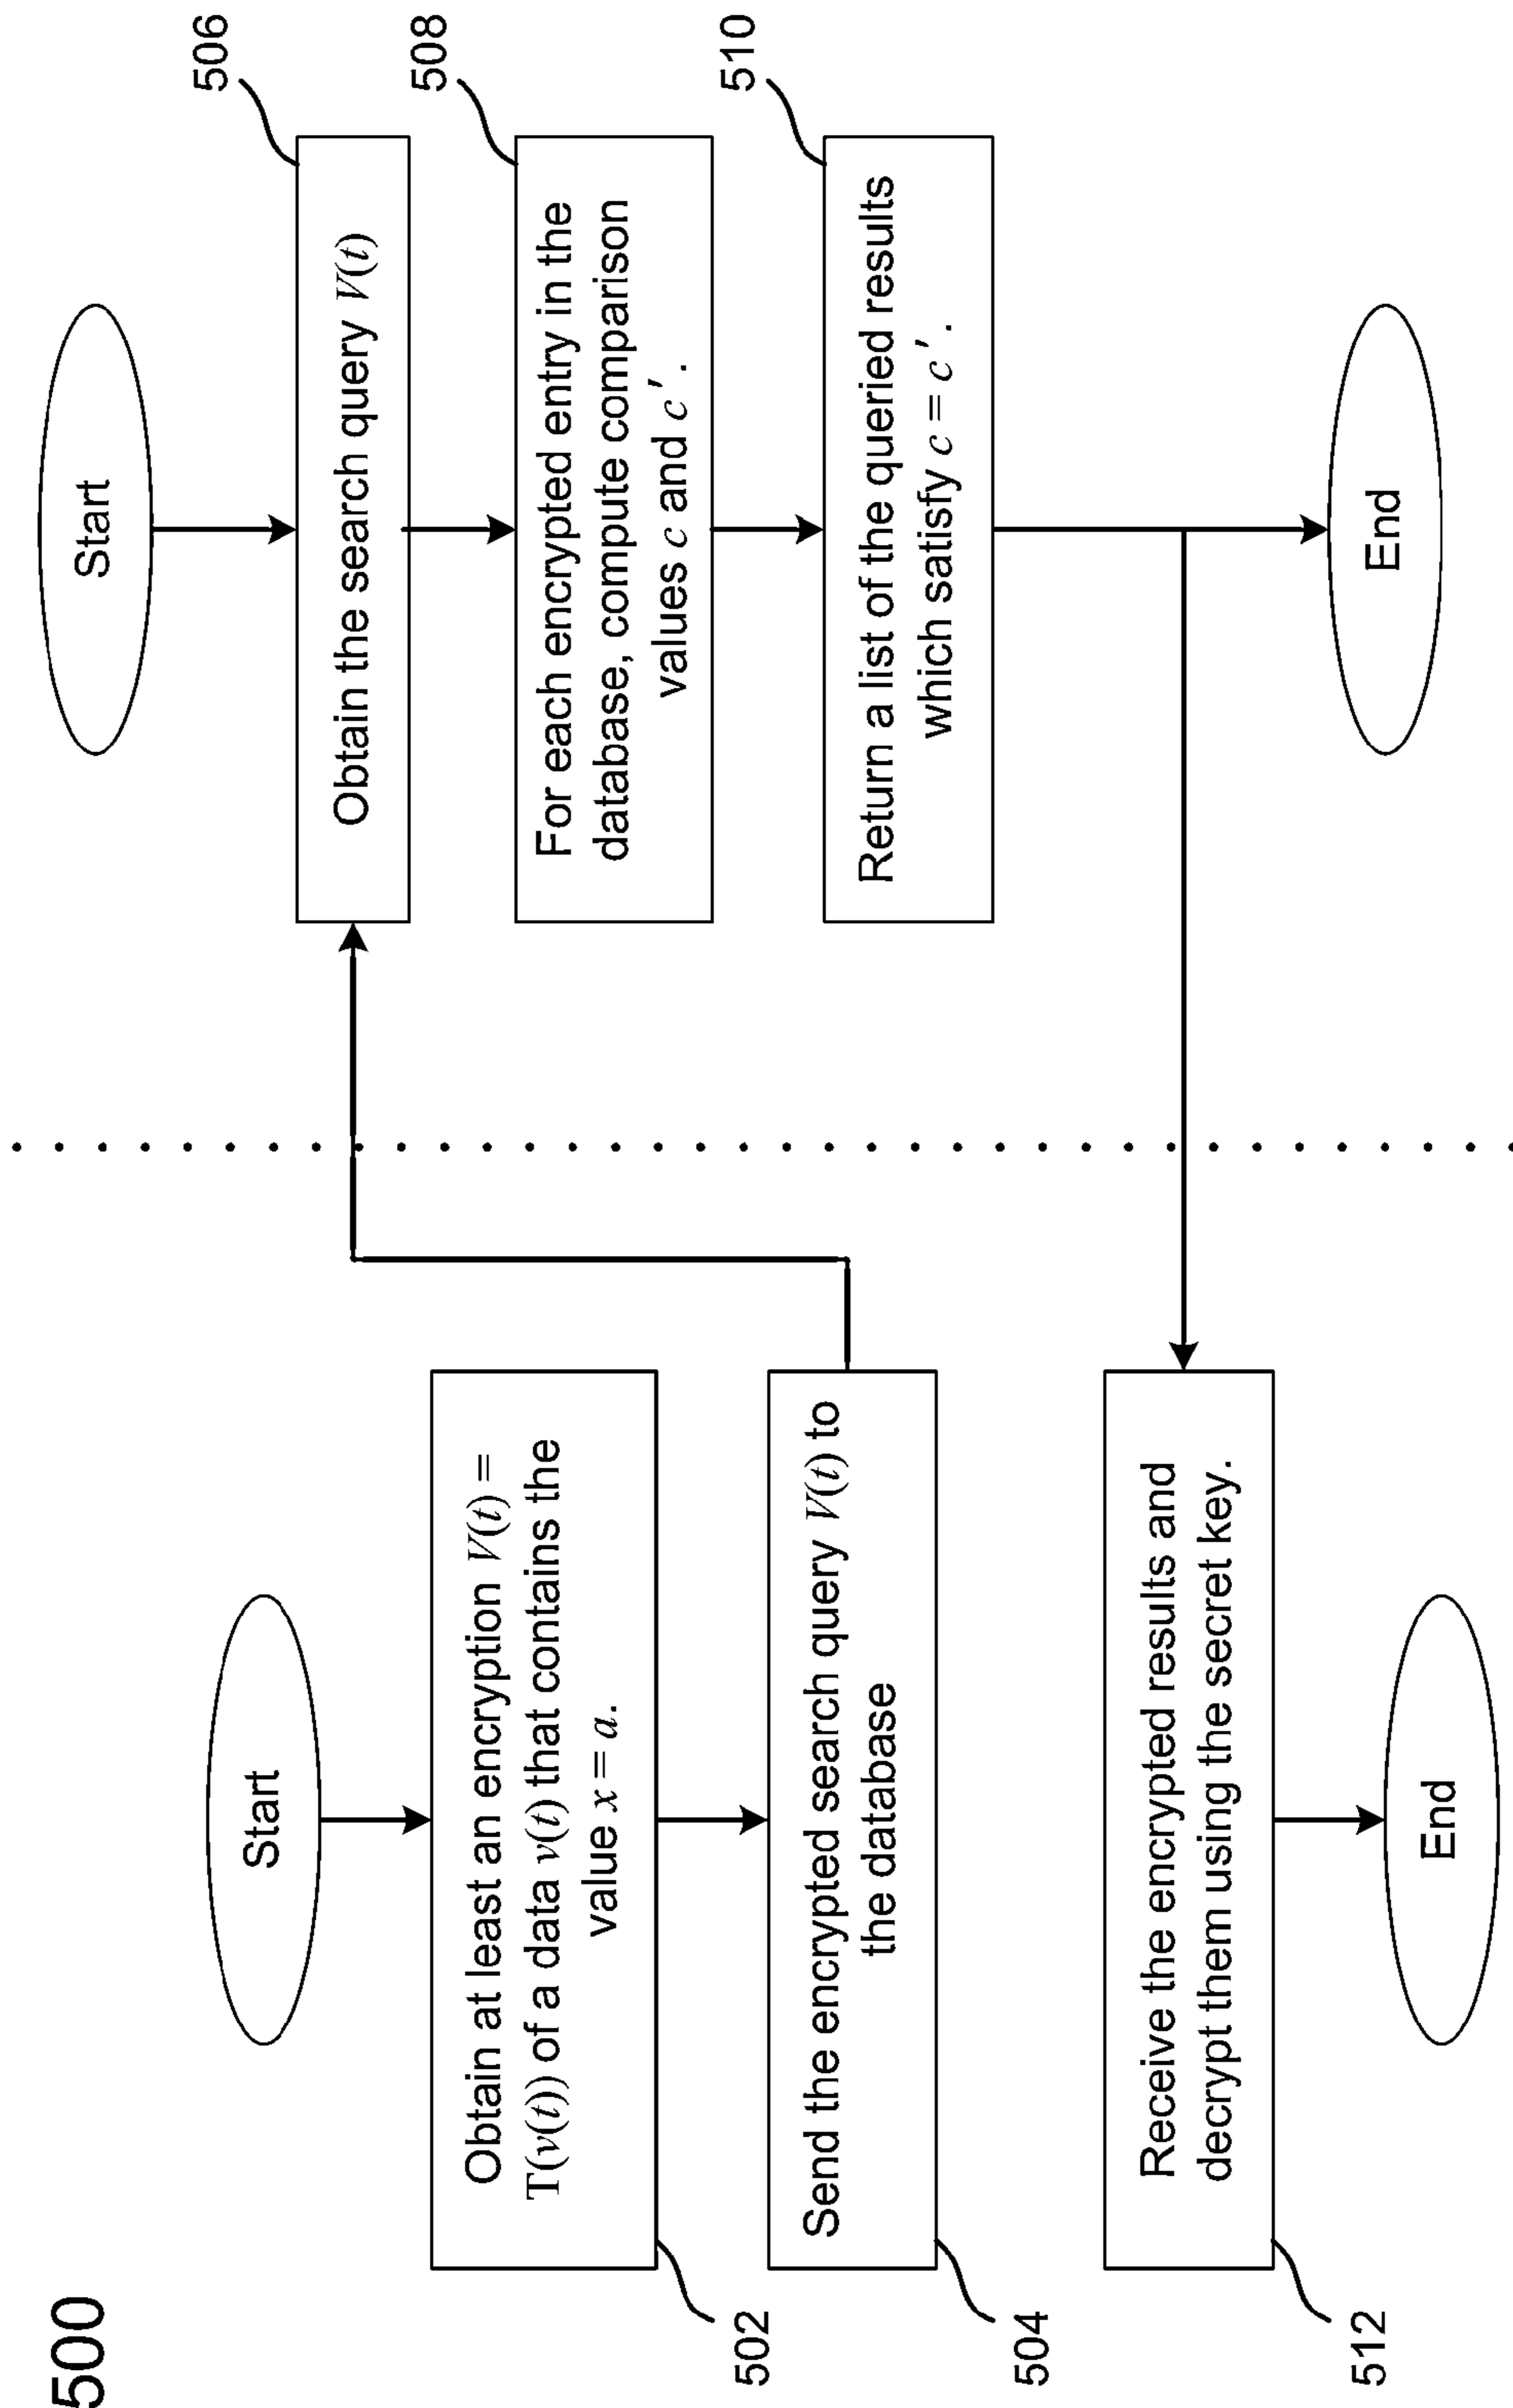 500
Start
502
Obtain at least an encryption V(t) =
T(v(t)) of a data v(t) that contains the
value x = a.
504
Send the encrypted search query V(t) to
the database
512
Receive the encrypted results and
decrypt them using the secret key.
End
Start
506
Obtain the search query V(t)
508
For each encrypted entry in the
database, compute comparison
values c and c'.
510
Return a list of the queried results
which satisfy c = c'.
End